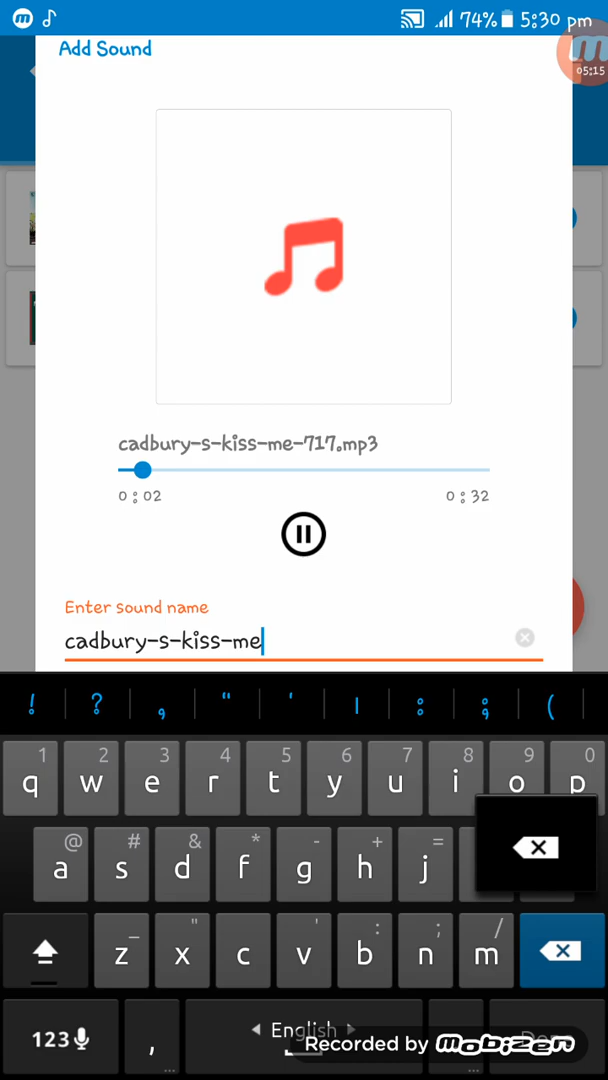 74% 5:30 pm
Add Sound
05:15
cadbury-s-kiss-me-717.mp3
0:02 0:32
Enter sound name
cadbury-s-kiss-me
! ? , " ' | : ; (
1 2 3 4 5 6 7 8 9 0
q w e r t y u i o p
@ # & * - + =
a s d f g h j
_ " ' : ; /
z x c v b n m
123 , English
Recorded by mobizen